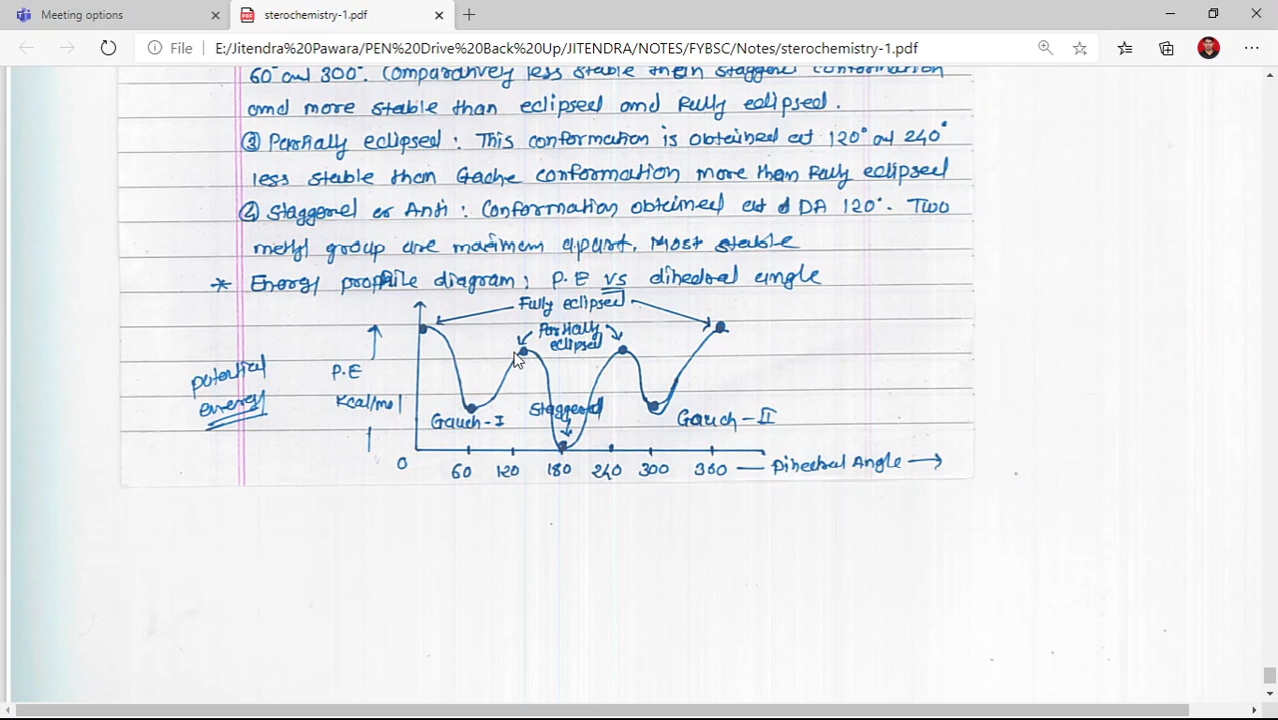 Meeting options
sterochemistry-1.pdf
File E:/Jitendra%20Pawara/PEN%20Drive%20Back%20Up/JITENDRA/NOTES/FYBSC/Notes/sterochemistry-1.pdf
60° and 300°. Comparatively less stable then staggered conformation
and more stable than eclipsed and Fully eclipsed.
③ Partially eclipsed : This conformation is obtained at 120° and 240°
less stable than Gache conformation more than Fully eclipsed
④ Staggered or Anti : Conformation obtained at DA 120°. Two
methyl group are maximum apart. Most stable
* Energy prophile diagram : P.E vs dihedral angle
Fully eclipsed
Partially
eclipsed
potential
energy
P.E
Kcal/mol
Gauch-I
Staggered
Gauch-II
0 60 120 180 240 300 360 — Dihedral Angle →